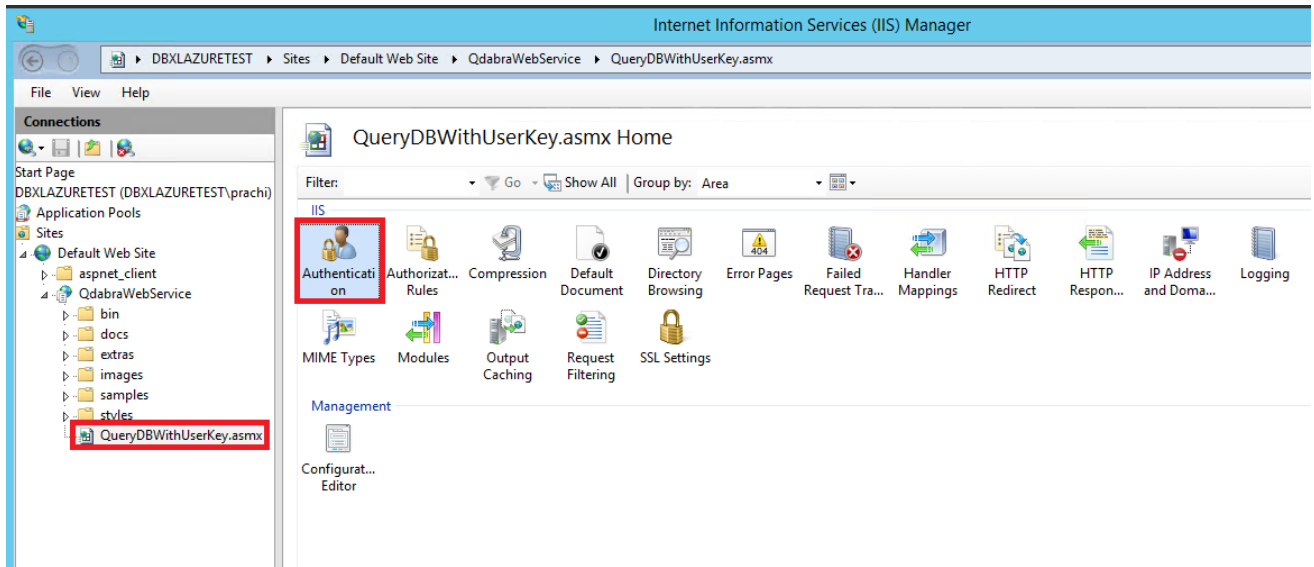 Internet Information Services (IIS) Manager
DBXLAZURETEST Sites Default Web Site QdabraWebService QueryDBWithUserKey.asmx
File View Help
Connections
Start Page
DBXLAZURETEST (DBXLAZURETEST\prachi)
Application Pools
Sites
Default Web Site
aspnet_client
QdabraWebService
bin
docs
extras
images
samples
styles
QueryDBWithUserKey.asmx
QueryDBWithUserKey.asmx Home
Filter: Go Show All Group by: Area
IIS
Authenticati
on
Authorizat...
Rules
Compression
Default
Document
Directory
Browsing
404
Error Pages
Failed
Request Tra...
Handler
Mappings
HTTP
Redirect
HTTP
Respon...
IP Address
and Doma...
Logging
MIME Types
Modules
Output
Caching
Request
Filtering
SSL Settings
Management
Configurat...
Editor